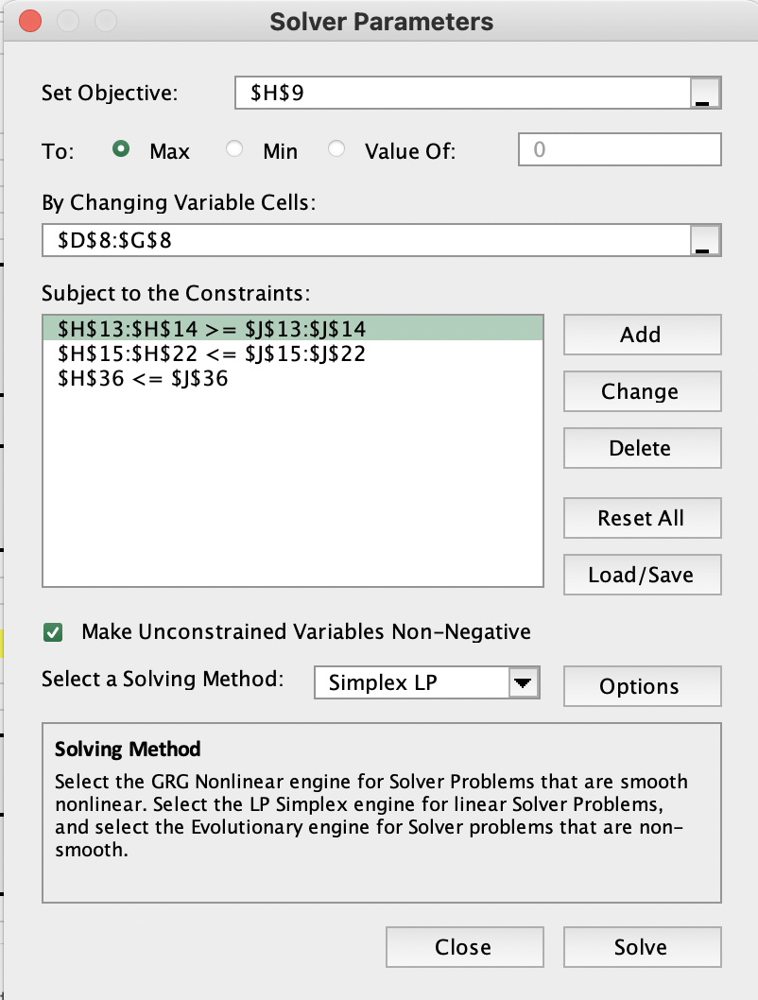 Solver Parameters
Set Objective: $H$9
To: Max Min Value Of: 0
By Changing Variable Cells:
$D$8:$G$8
Subject to the Constraints:
$H$13:$H$14 >= $J$13:$J$14
$H$15:$H$22 <= $J$15:$J$22
$H$36 <= $J$36
Add
Change
Delete
Reset All
Load/Save
Make Unconstrained Variables Non-Negative
Select a Solving Method: Simplex LP Options
Solving Method
Select the GRG Nonlinear engine for Solver Problems that are smooth
nonlinear. Select the LP Simplex engine for linear Solver Problems,
and select the Evolutionary engine for Solver problems that are non-
smooth.
Close Solve